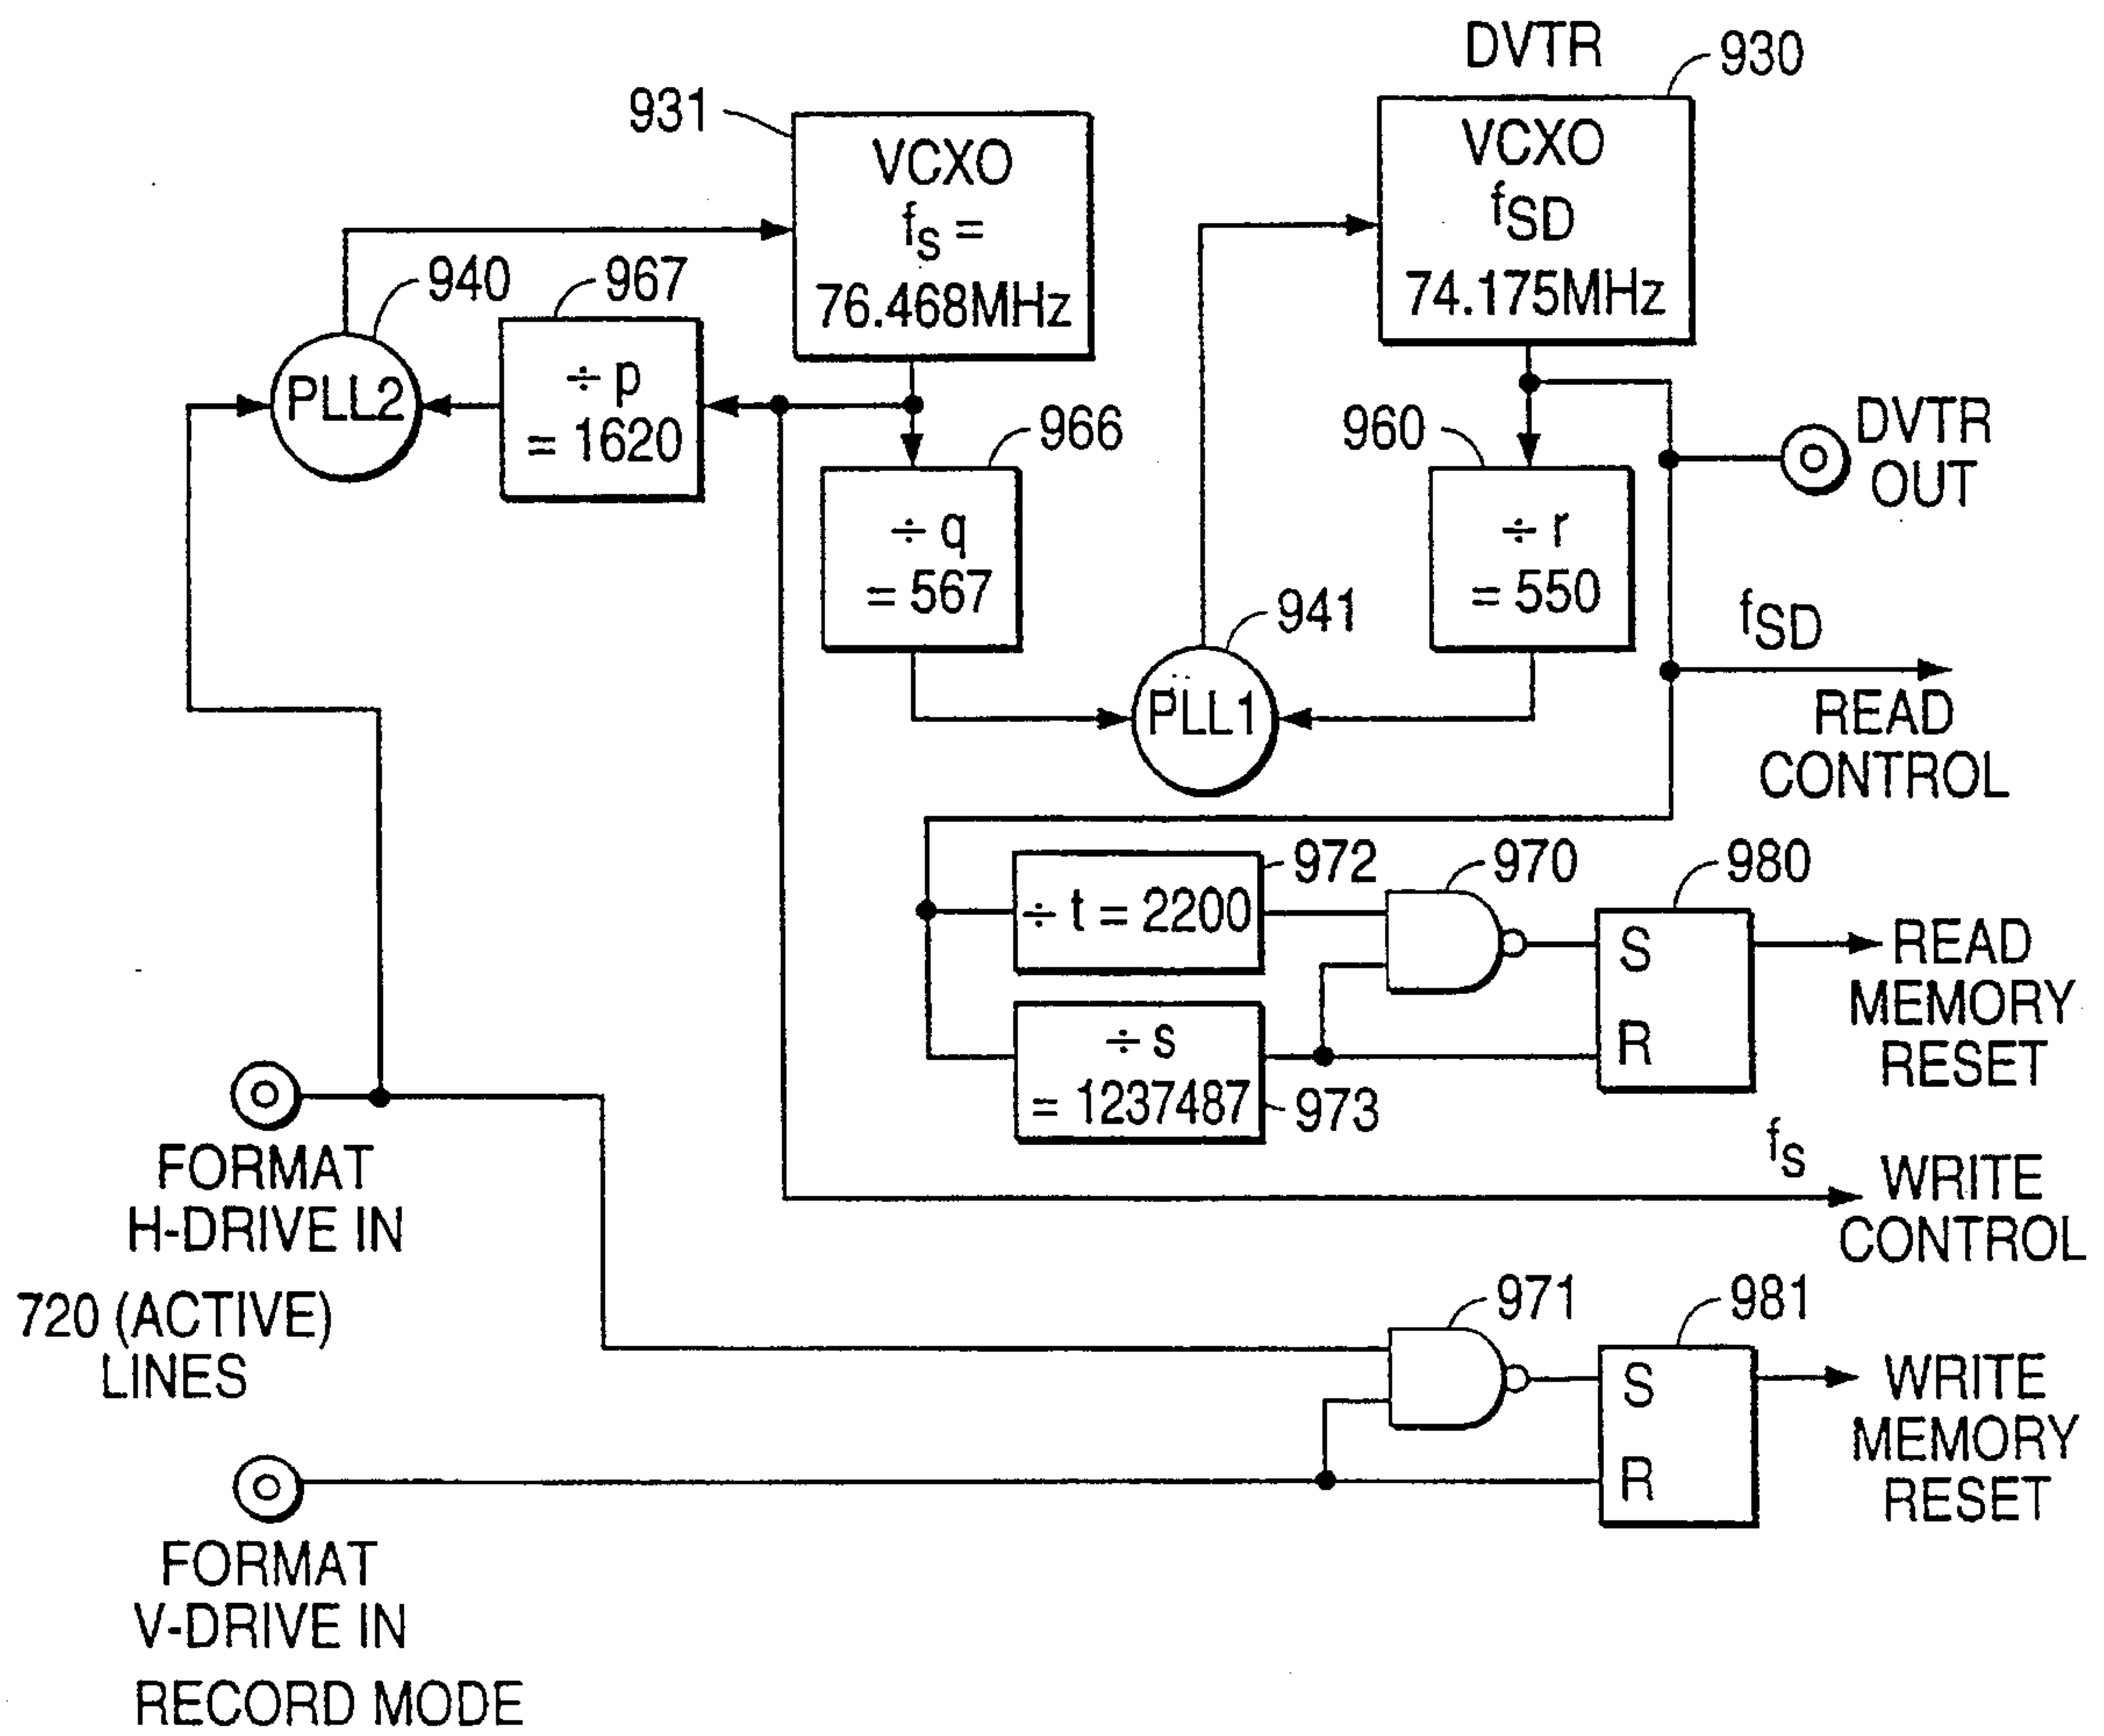 DVTR
930
931
VCXO
fS =
76.468MHz
VCXO
fSD
74.175MHz
940
967
PLL2
÷ p
= 1620
966
÷ q
= 567
960
÷ r
= 550
DVTR
OUT
941
PLL1
fSD
READ
CONTROL
972
÷ t = 2200
970
980
S
R
READ
MEMORY
RESET
÷ s
= 1237487
973
FORMAT
H-DRIVE IN
fS
WRITE
CONTROL
720 (ACTIVE)
LINES
971
981
S
R
WRITE
MEMORY
RESET
FORMAT
V-DRIVE IN
RECORD MODE